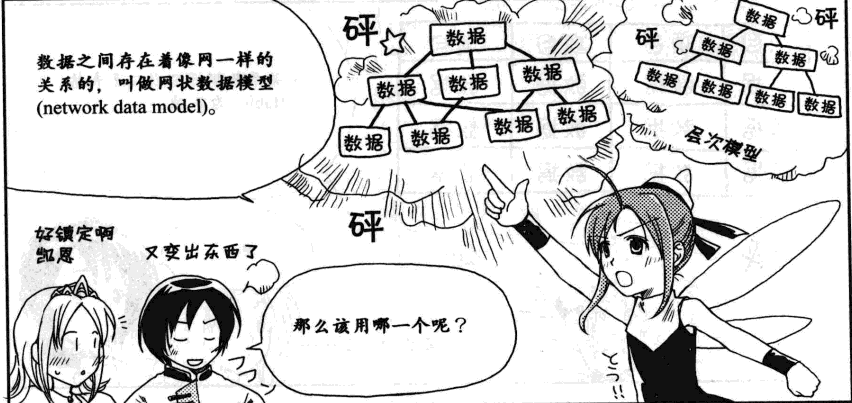 数据之间存在着像网一样的
关系的，叫做网状数据模型
(network data model)。
砰
数据
数据 数据 数据
数据 数据 数据 数据
砰
砰
砰
数据
数据 数据
数据 数据 数据 数据
层次模型
好镇定啊
凯恩
又变出东西了
那么该用哪一个呢？
とうっ!!